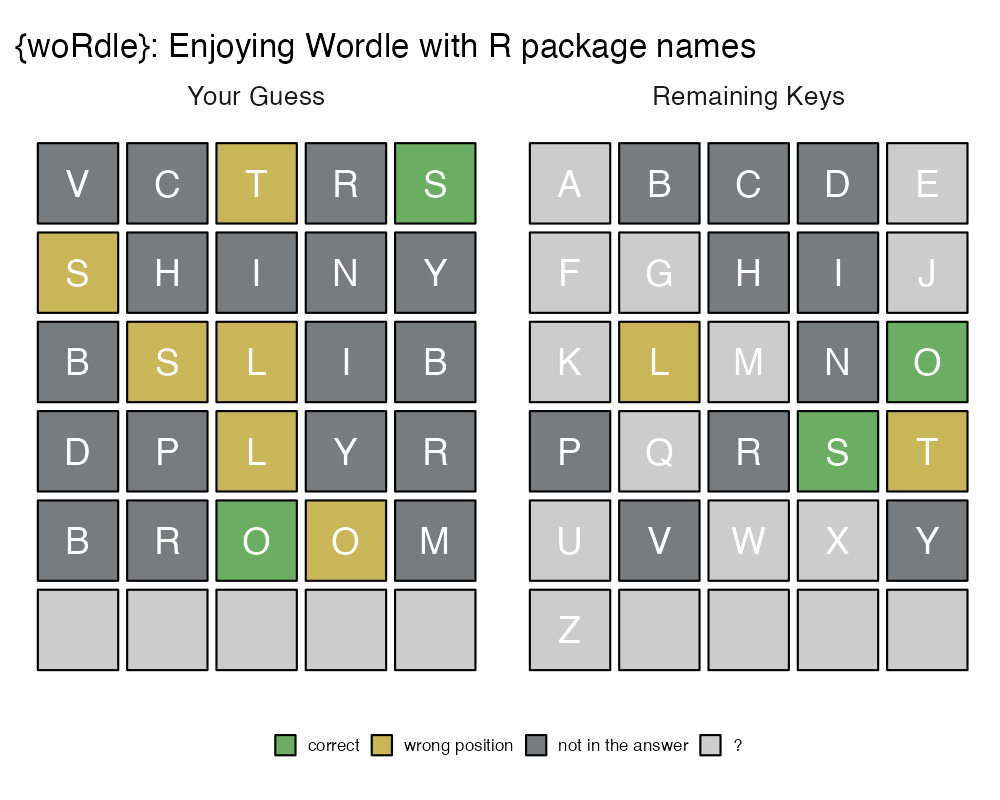 {woRdle}: Enjoying Wordle with R package names
Your Guess
V C T R S
S H I N Y
B S L I B
D P L Y R
B R O O M
Remaining Keys
A B C D E
F G H I J
K L M N O
P Q R S T
U V W X Y
Z
correct wrong position not in the answer ?